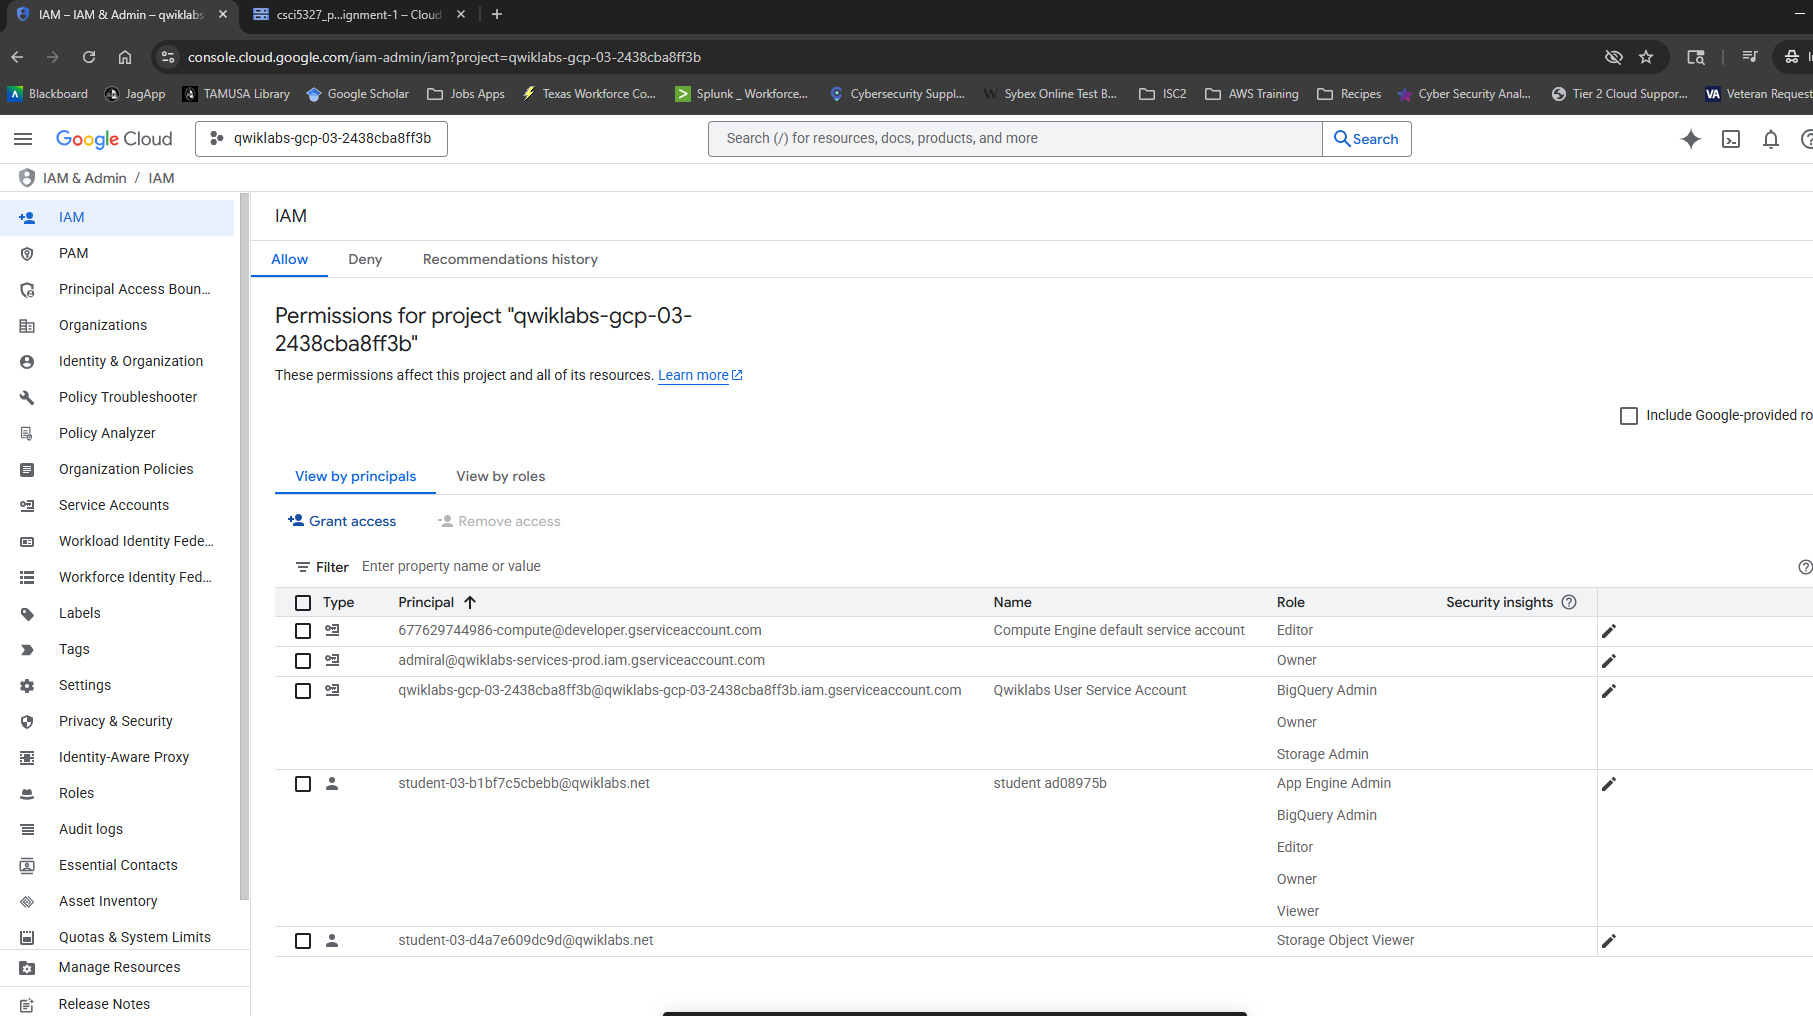 IAM – IAM & Admin – qwiklabs
csci5327_p...ignment-1 – Cloud
console.cloud.google.com/iam-admin/iam?project=qwiklabs-gcp-03-2438cba8ff3b
Blackboard JagApp TAMUSA Library Google Scholar Jobs Apps Texas Workforce Co... Splunk _ Workforce... Cybersecurity Suppl... Sybex Online Test B... ISC2 AWS Training Recipes Cyber Security Anal... Tier 2 Cloud Suppor... Veteran Request
Google Cloud qwiklabs-gcp-03-2438cba8ff3b Search (/) for resources, docs, products, and more Search
IAM & Admin / IAM
IAM
PAM
Principal Access Boun...
Organizations
Identity & Organization
Policy Troubleshooter
Policy Analyzer
Organization Policies
Service Accounts
Workload Identity Fede...
Workforce Identity Fed...
Labels
Tags
Settings
Privacy & Security
Identity-Aware Proxy
Roles
Audit logs
Essential Contacts
Asset Inventory
Quotas & System Limits
Manage Resources
Release Notes
IAM
Allow Deny Recommendations history
Permissions for project "qwiklabs-gcp-03-
2438cba8ff3b"
These permissions affect this project and all of its resources. Learn more
Include Google-provided ro
View by principals View by roles
Grant access Remove access
Filter Enter property name or value
Type Principal Name Role Security insights
677629744986-compute@developer.gserviceaccount.com Compute Engine default service account Editor
admiral@qwiklabs-services-prod.iam.gserviceaccount.com Owner
qwiklabs-gcp-03-2438cba8ff3b@qwiklabs-gcp-03-2438cba8ff3b.iam.gserviceaccount.com Qwiklabs User Service Account BigQuery Admin
Owner
Storage Admin
student-03-b1bf7c5cbebb@qwiklabs.net student ad08975b App Engine Admin
BigQuery Admin
Editor
Owner
Viewer
student-03-d4a7e609dc9d@qwiklabs.net Storage Object Viewer